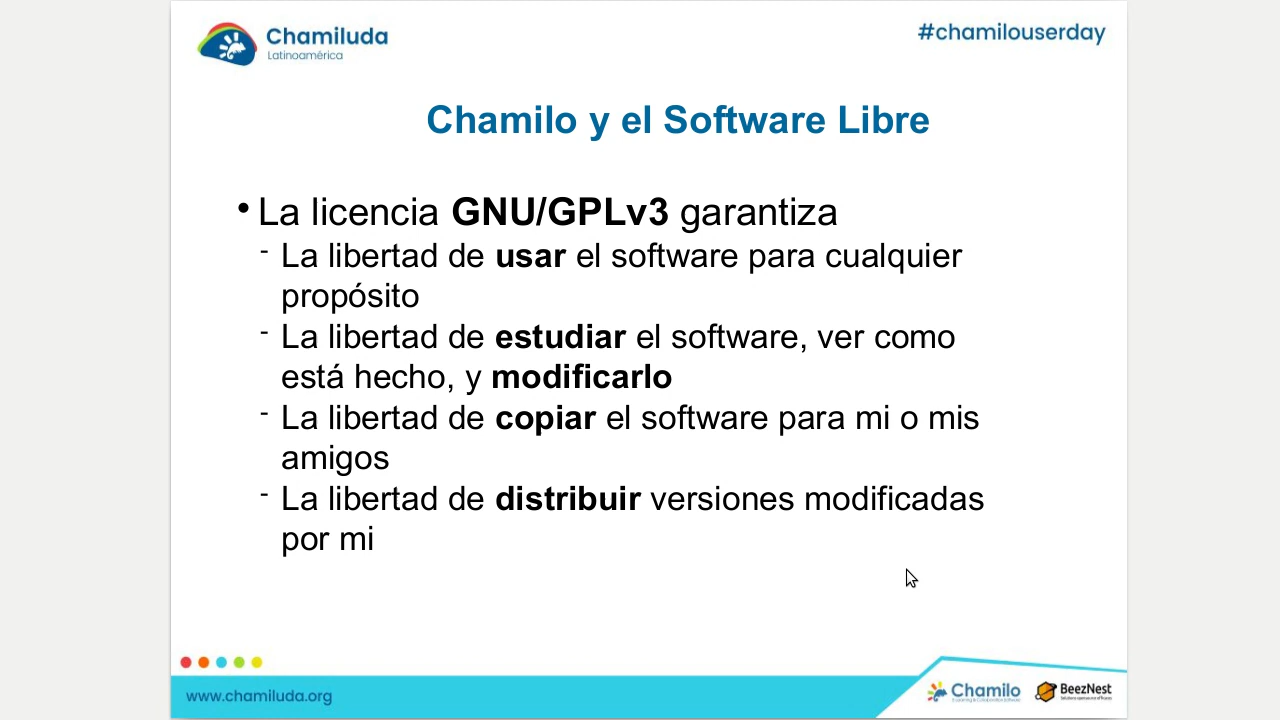 Chamiluda
Latinoamérica
#chamilouserday
Chamilo y el Software Libre
• La licencia GNU/GPLv3 garantiza
- La libertad de usar el software para cualquier
propósito
- La libertad de estudiar el software, ver como
está hecho, y modificarlo
- La libertad de copiar el software para mi o mis
amigos
- La libertad de distribuir versiones modificadas
por mi
www.chamiluda.org
Chamilo
BeezNest